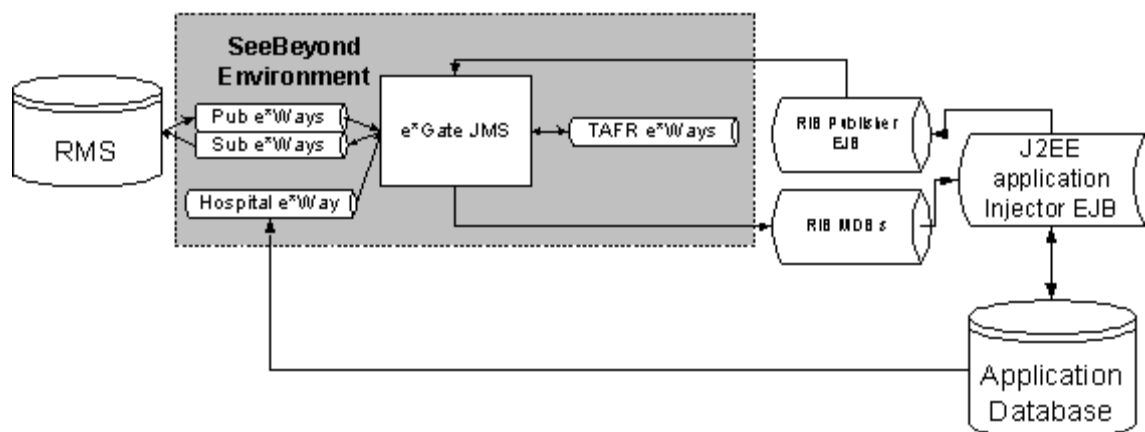 SeeBeyond
Environment
RMS
Pub e*Ways
Sub e*Ways
Hospital e*Way
e*Gate JMS
TAFR e*Ways
RIB Publisher
EJB
RIB MDBs
J2EE
application
Injector EJB
Application
Database